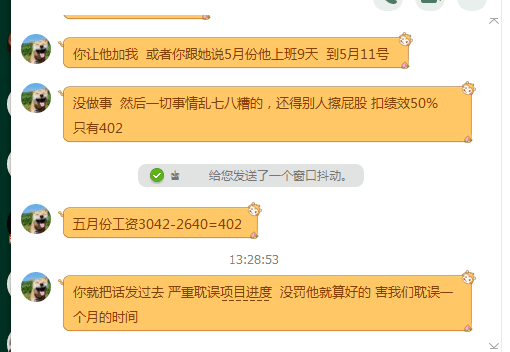 你让他加我  或者你跟她说5月份他上班9天  到5月11号
没做事  然后一切事情乱七八糟的，还得别人擦屁股 扣绩效50%
只有402
给您发送了一个窗口抖动。
五月份工资3042-2640=402
13:28:53
你就把话发过去 严重耽误项目进度  没罚他就算好的 害我们耽误一
个月的时间